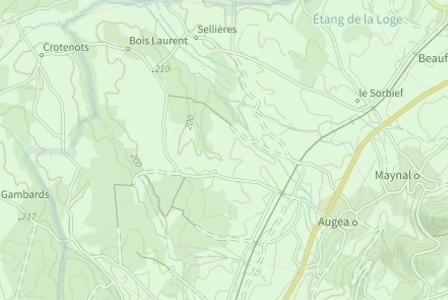 Étang de la Loge
Sellières
Bois Laurent
Crotenots
Beauf
210
le Sorbief
200
200
Maynal
Gambards
217
Augea